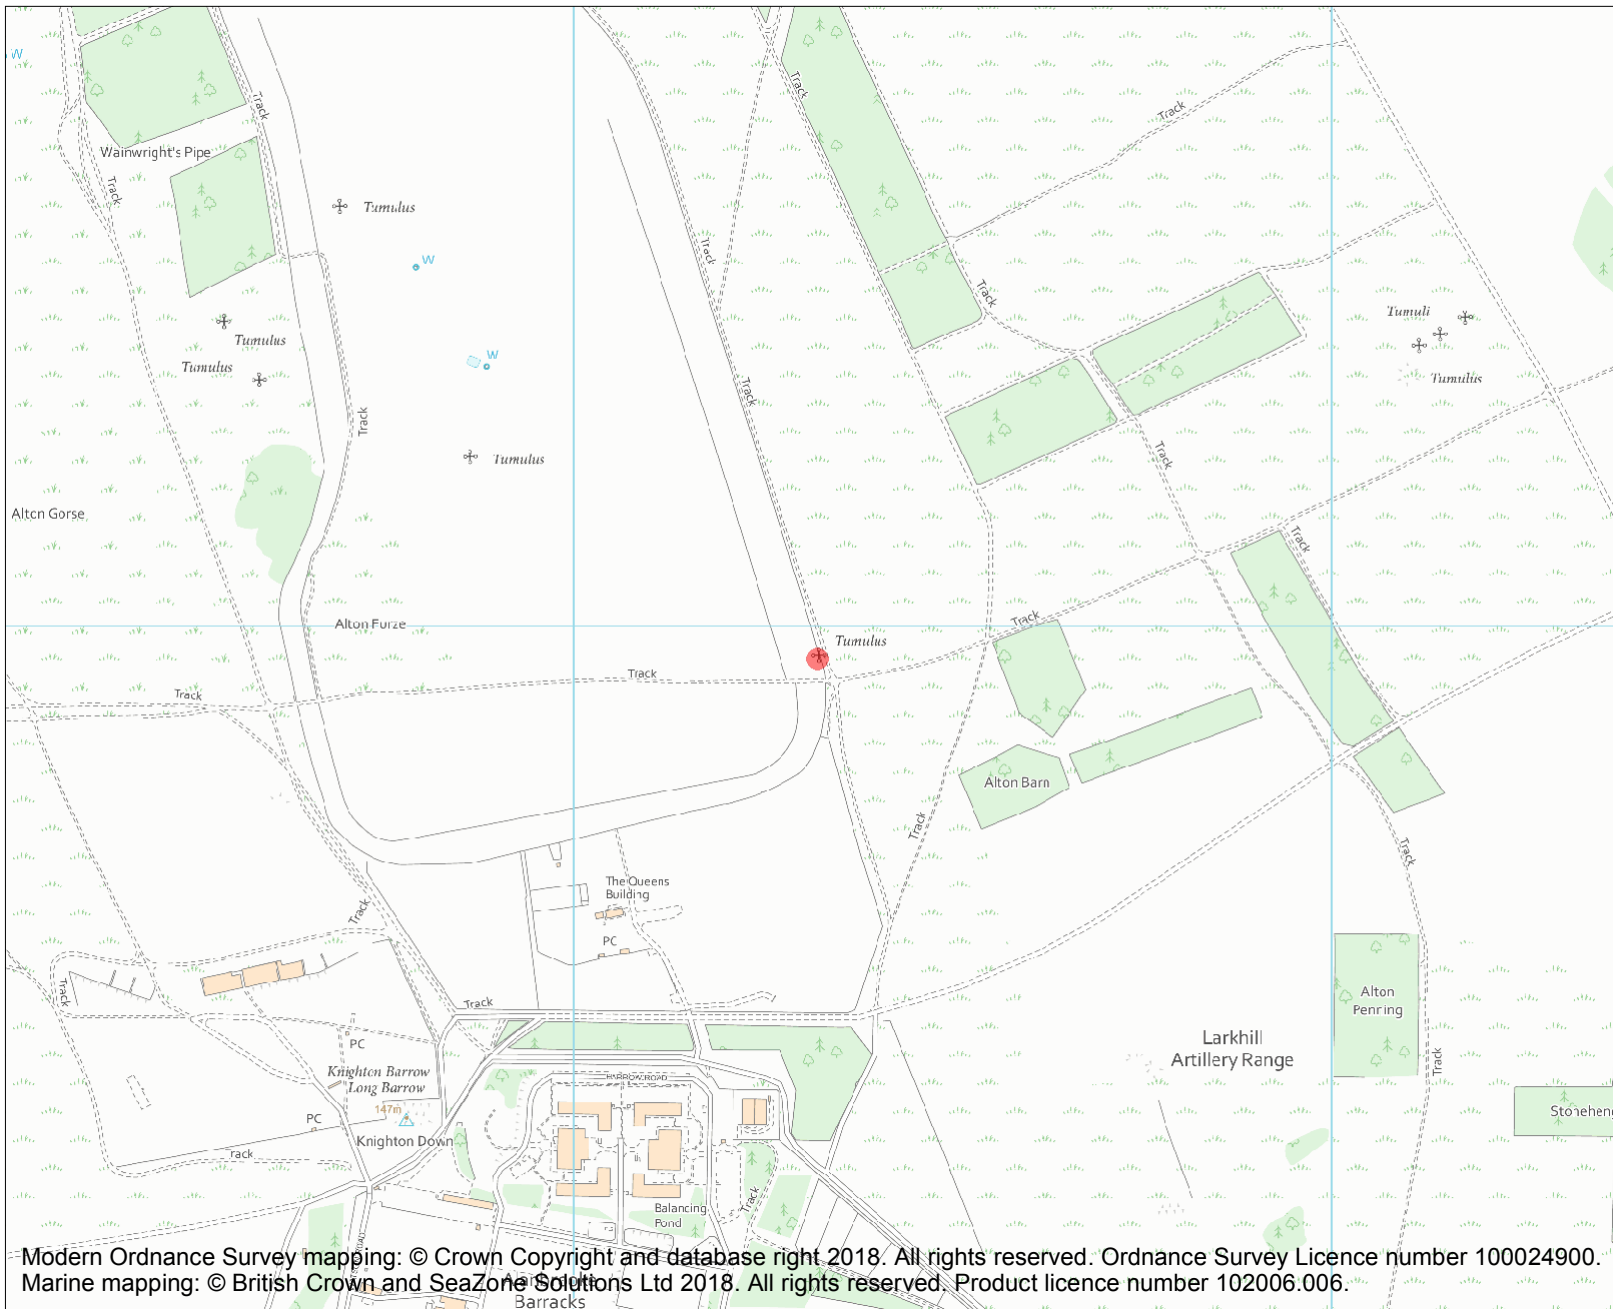 W
Track
Track
Track
Wainwright's Pipe
Track
Tumulus
Track
W
Track
Tumuli
Tumulus
W
Tumulus
Tumulus
Track
Track
Track
Tumulus
Altcn Gorse
Track
Alton Furze
Track
Tumulus
Track
Track
Alton Barn
Track
Track
The Queens
Building
Track
PC
Track
Track
Alton
Penning
Larkhill
Artillery Range
PC
Track
Knighton Barrow
Long Barrow
147m
PC
Knighton Down
Stoneheng
rack
Track
Balancing
Pond
Modern Ordnance Survey mapping: © Crown Copyright and database right 2018. All rights reserved. Ordnance Survey Licence number 100024900.
Marine mapping: © British Crown and SeaZone Solutions Ltd 2018. All rights reserved. Product licence number 102006.006.
Barracks